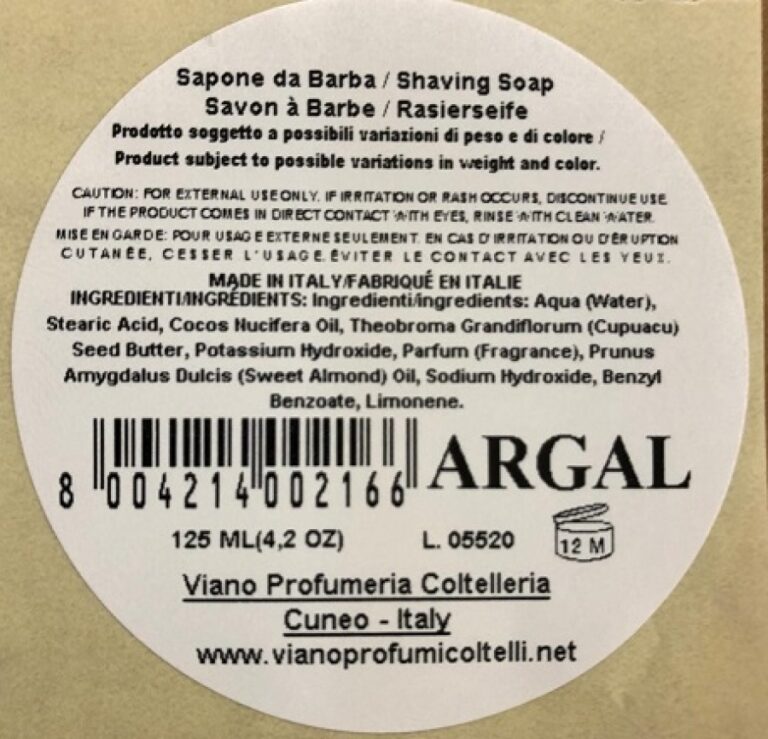 Sapone da Barba / Shaving Soap
Savon à Barbe / Rasierseife
Prodotto soggetto a possibili variazioni di peso e di colore /
Product subject to possible variations in weight and color.
CAUTION: FOR EXTERNAL USE ONLY. IF IRRITATION OR RASH OCCURS, DISCONTINUE USE
IF THE PRODUCT COMES IN DIRECT CONTACT WITH EYES, RINSE WITH CLEAN WATER.
MISE EN GARDE: POUR USAGE EXTERNE SEULEMENT. EN CAS D'IRRITATION OU D'ÉRUPTION
CUTANÉE, CESSER L'USAGE. ÉVITER LE CONTACT AVEC LES YEUX.
MADE IN ITALY/FABRIQUÉ EN ITALIE
INGREDIENTI/INGRÉDIENTS: Ingredienti/ingredients: Aqua (Water),
Stearic Acid, Cocos Nucifera Oil, Theobroma Grandiflorum (Cupuacu)
Seed Butter, Potassium Hydroxide, Parfum (Fragrance), Prunus
Amygdalus Dulcis (Sweet Almond) Oil, Sodium Hydroxide, Benzyl
Benzoate, Limonene.
8 004214 002166
ARGAL
125 ML(4,2 OZ) L. 05520 12 M
Viano Profumeria Coltelleria
Cuneo - Italy
www.vianoprofumicoltelli.net